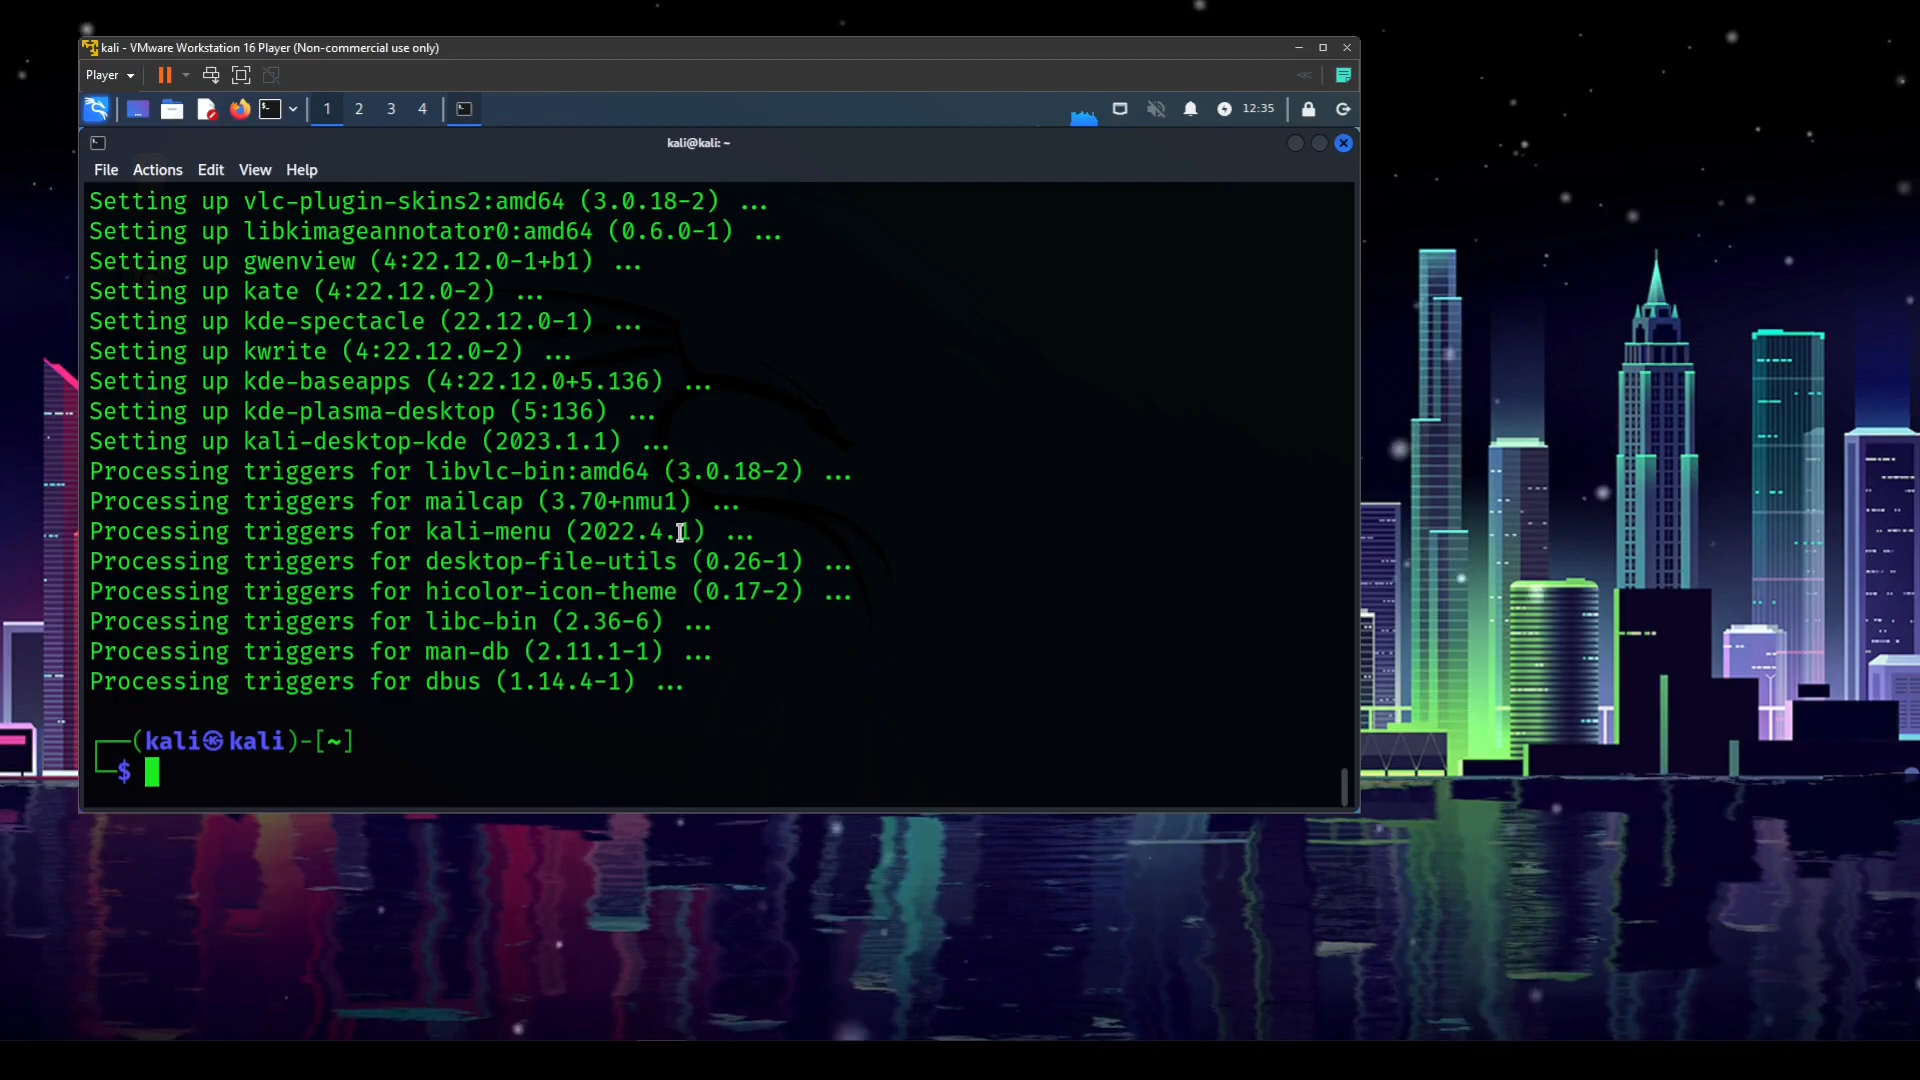 kali - VMware Workstation 16 Player (Non-commercial use only)
Player
1 2 3 4
12:35
kali@kali: ~
File Actions Edit View Help
Setting up vlc-plugin-skins2:amd64 (3.0.18-2) ...
Setting up libkimageannotator0:amd64 (0.6.0-1) ...
Setting up gwenview (4:22.12.0-1+b1) ...
Setting up kate (4:22.12.0-2) ...
Setting up kde-spectacle (22.12.0-1) ...
Setting up kwrite (4:22.12.0-2) ...
Setting up kde-baseapps (4:22.12.0+5.136) ...
Setting up kde-plasma-desktop (5:136) ...
Setting up kali-desktop-kde (2023.1.1) ...
Processing triggers for libvlc-bin:amd64 (3.0.18-2) ...
Processing triggers for mailcap (3.70+nmu1) ...
Processing triggers for kali-menu (2022.4.1) ...
Processing triggers for desktop-file-utils (0.26-1) ...
Processing triggers for hicolor-icon-theme (0.17-2) ...
Processing triggers for libc-bin (2.36-6) ...
Processing triggers for man-db (2.11.1-1) ...
Processing triggers for dbus (1.14.4-1) ...
┌──(kali㉿kali)-[~]
└─$